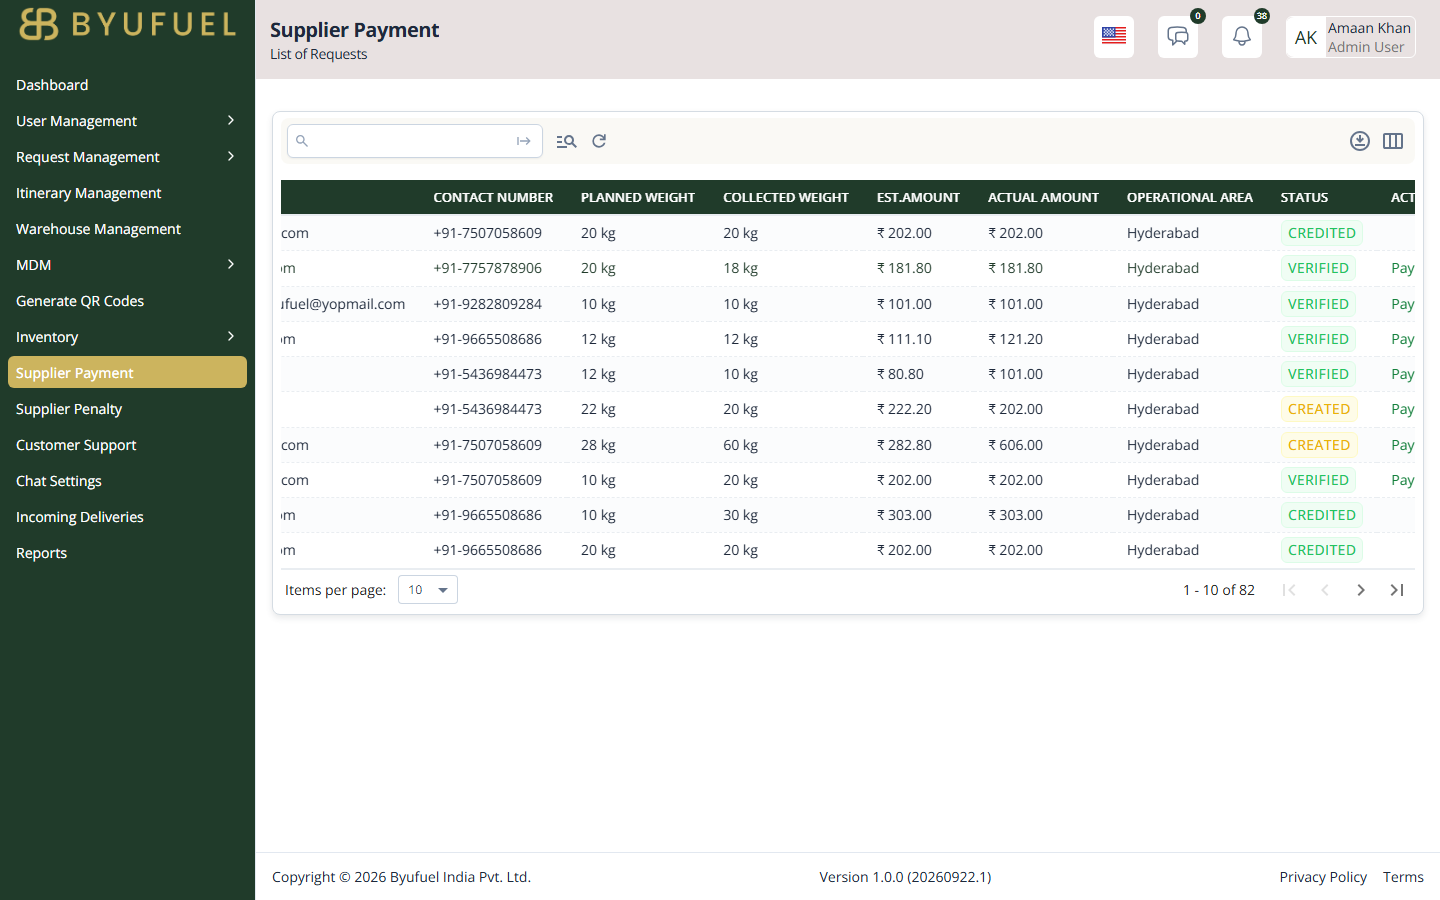 BYUFUEL
Dashboard
User Management
Request Management
Itinerary Management
Warehouse Management
MDM
Generate QR Codes
Inventory
Supplier Payment
Supplier Penalty
Customer Support
Chat Settings
Incoming Deliveries
Reports
Supplier Payment
List of Requests
0
38
AK
Amaan Khan
Admin User
CONTACT NUMBER PLANNED WEIGHT COLLECTED WEIGHT EST.AMOUNT ACTUAL AMOUNT OPERATIONAL AREA STATUS ACT
com +91-7507058609 20 kg 20 kg ₹ 202.00 ₹ 202.00 Hyderabad CREDITED
om +91-7757878906 20 kg 18 kg ₹ 181.80 ₹ 181.80 Hyderabad VERIFIED Pay
ufuel@yopmail.com +91-9282809284 10 kg 10 kg ₹ 101.00 ₹ 101.00 Hyderabad VERIFIED Pay
om +91-9665508686 12 kg 12 kg ₹ 111.10 ₹ 121.20 Hyderabad VERIFIED Pay
+91-5436984473 12 kg 10 kg ₹ 80.80 ₹ 101.00 Hyderabad VERIFIED Pay
+91-5436984473 22 kg 20 kg ₹ 222.20 ₹ 202.00 Hyderabad CREATED Pay
com +91-7507058609 28 kg 60 kg ₹ 282.80 ₹ 606.00 Hyderabad CREATED Pay
com +91-7507058609 10 kg 20 kg ₹ 202.00 ₹ 202.00 Hyderabad VERIFIED Pay
om +91-9665508686 10 kg 30 kg ₹ 303.00 ₹ 303.00 Hyderabad CREDITED
om +91-9665508686 20 kg 20 kg ₹ 202.00 ₹ 202.00 Hyderabad CREDITED
Items per page: 10 1 - 10 of 82
Copyright © 2026 Byufuel India Pvt. Ltd. Version 1.0.0 (20260922.1) Privacy Policy Terms